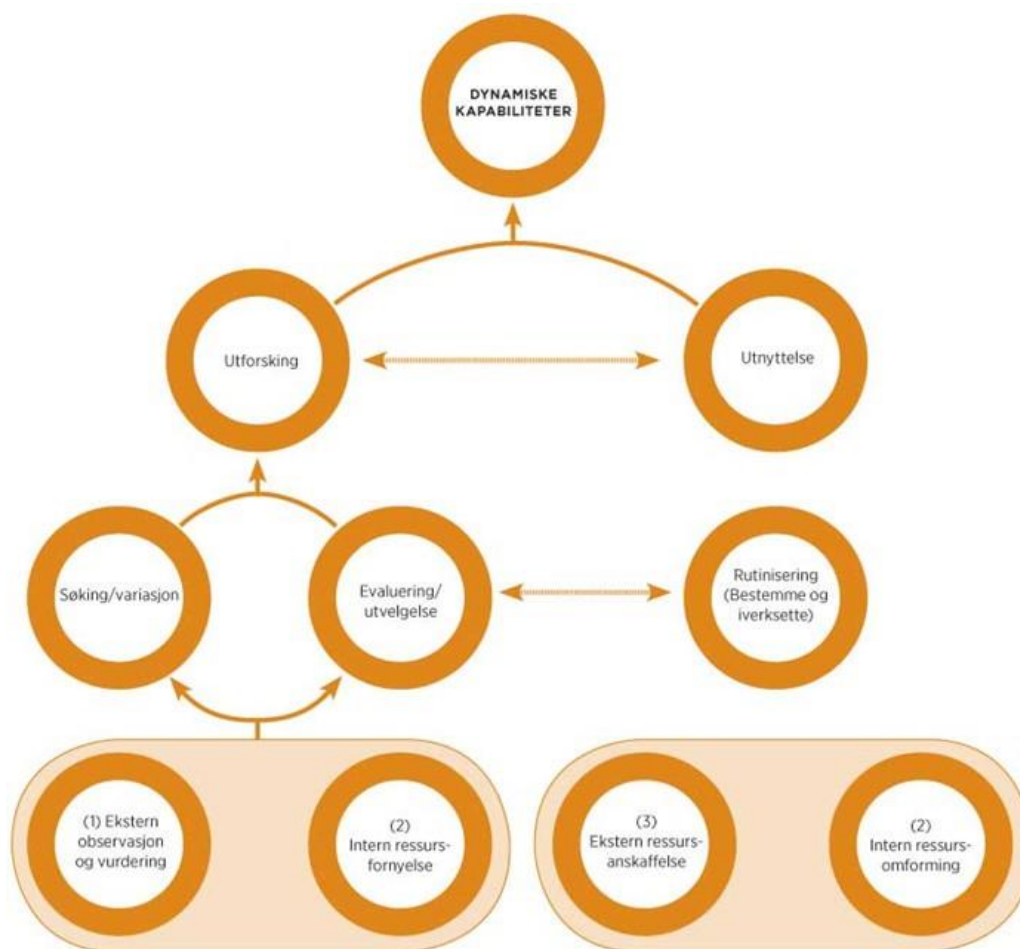 DYNAMISKE
KAPABILITETER
Utforsking
Utnyttelse
Søking/variasjon
Evaluering/
utvelgelse
Rutinisering
(Bestemme og
iverksette)
(1) Ekstern
observasjon
og vurdering
(2)
Intern ressurs-
fornyelse
(3)
Ekstern ressurs-
anskaffelse
(2)
Intern ressurs-
omforming